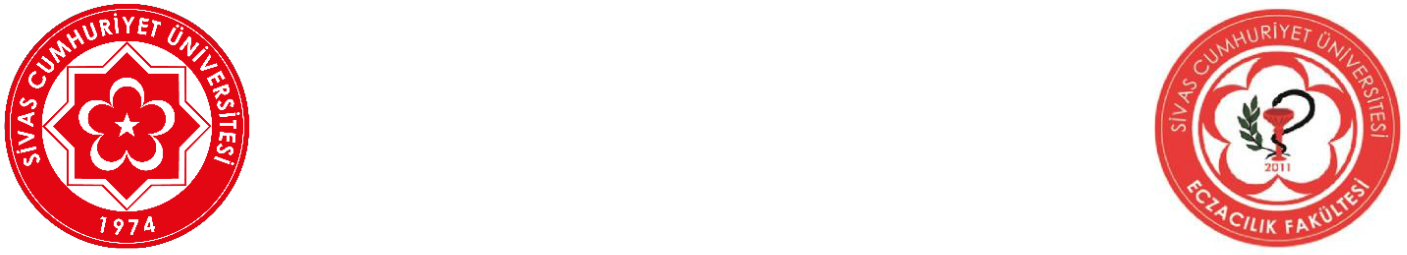 SİVAS CUMHURİYET ÜNİVERSİTESİ
1974
SİVAS CUMHURİYET ÜNİVERSİTESİ
2011
ECZACILIK FAKÜLTESİ